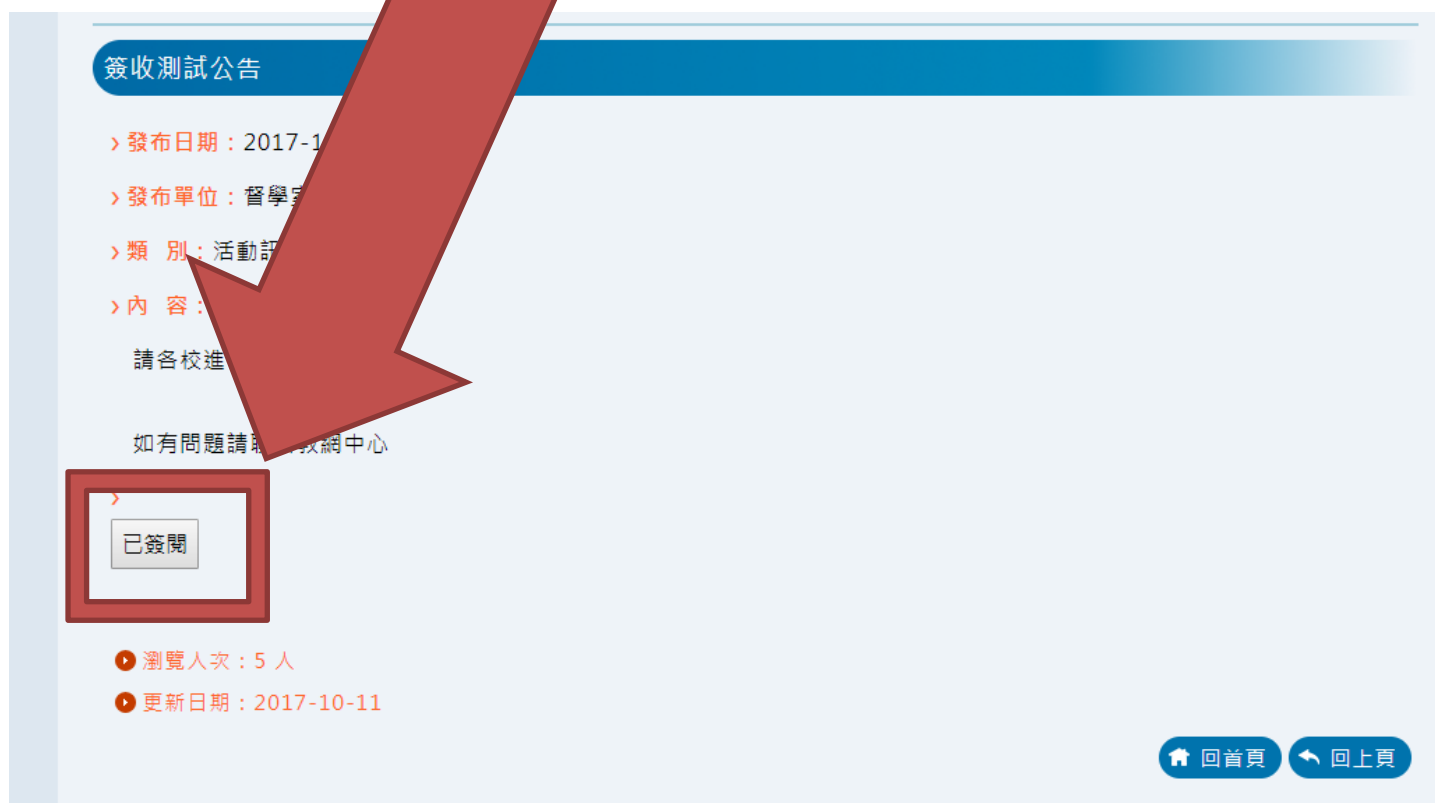 簽收測試公告
發布日期：2017-1
發布單位：督學
類 別：活動
內 容：
請各校進
如有問題請 網中心
已簽閱
瀏覽人次：5 人
更新日期：2017-10-11
回首頁 回上頁